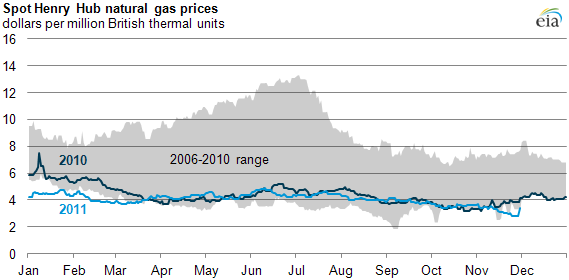 Spot Henry Hub natural gas prices
dollars per million British thermal units
eia
16
14
12
10
8
6
4
2
0
2010
2006-2010 range
2011
Jan Feb Mar Apr May Jun Jul Aug Sep Oct Nov Dec